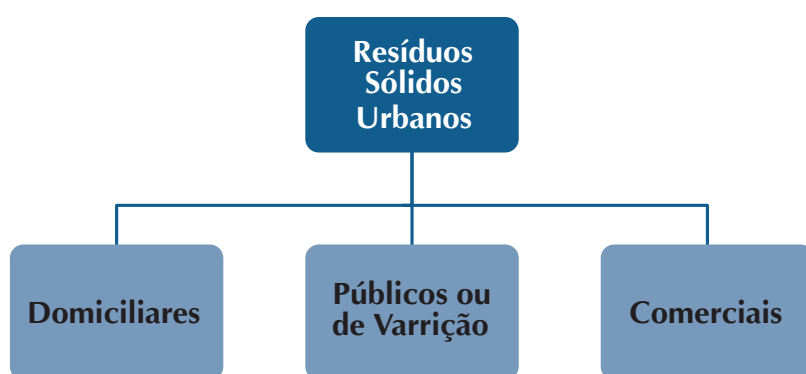 Resíduos
Sólidos
Urbanos
Domiciliares
Públicos ou
de Varrição
Comerciais